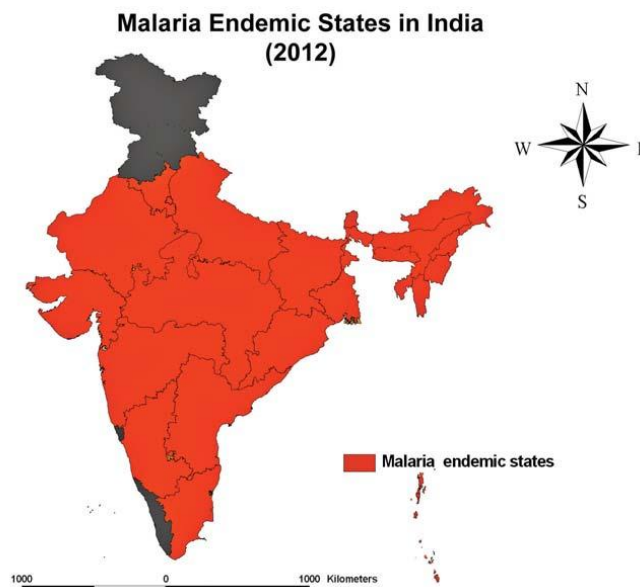 Malaria Endemic States in India
(2012)
N
W
E
S
Malaria endemic states
1000 0 1000 Kilometers